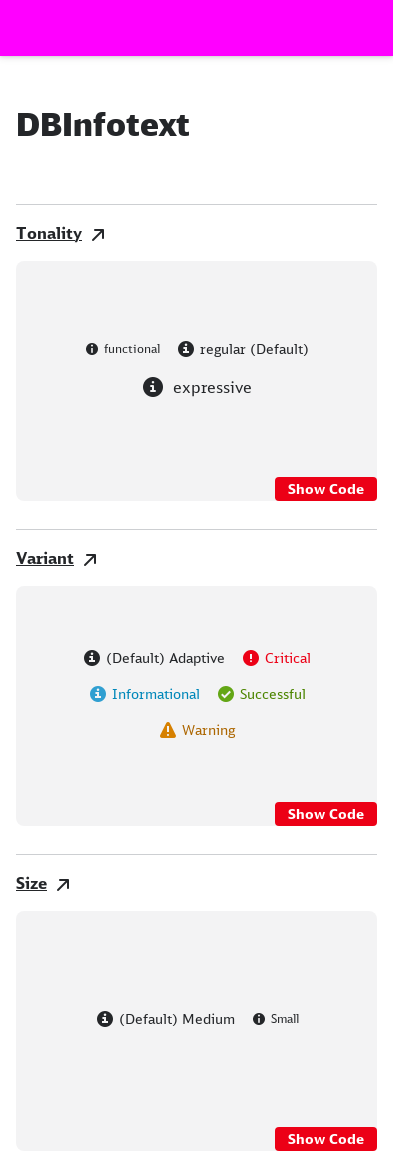 DBInfotext
Tonality
functional regular (Default)
expressive
Show Code
Variant
(Default) Adaptive Critical
Informational Successful
Warning
Show Code
Size
(Default) Medium Small
Show Code